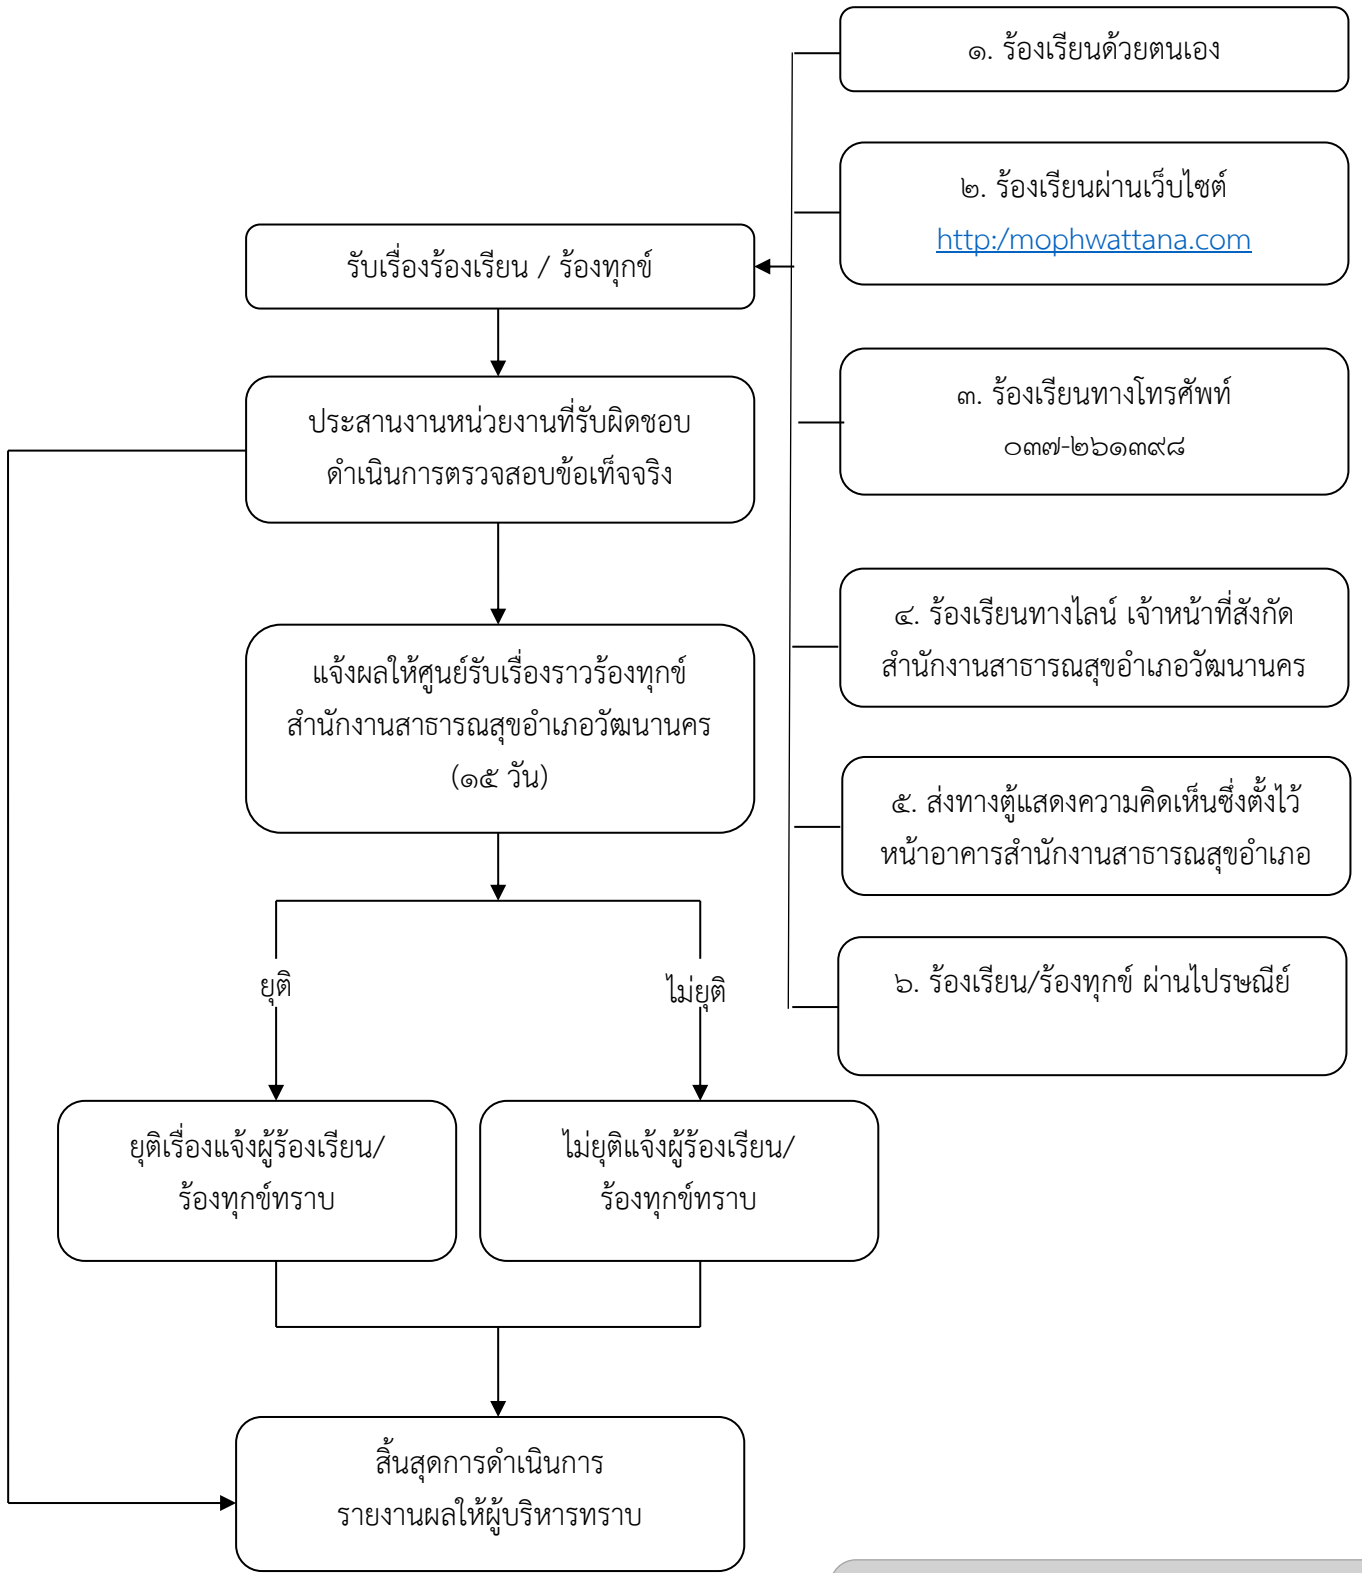 ๑. ร้องเรียนด้วยตนเอง
๒. ร้องเรียนผ่านเว็บไซต์
http:/mophwattana.com
รับเรื่องร้องเรียน / ร้องทุกข์
๓. ร้องเรียนทางโทรศัพท์
๐๓๗-๒๖๑๓๙๘
ประสานงานหน่วยงานที่รับผิดชอบ
ดำเนินการตรวจสอบข้อเท็จจริง
๔. ร้องเรียนทางไลน์ เจ้าหน้าที่สังกัด
สำนักงานสาธารณสุขอำเภอวัฒนานคร
แจ้งผลให้ศูนย์รับเรื่องราวร้องทุกข์
สำนักงานสาธารณสุขอำเภอวัฒนานคร
(๑๕ วัน)
๕. ส่งทางตู้แสดงความคิดเห็นซึ่งตั้งไว้
หน้าอาคารสำนักงานสาธารณสุขอำเภอ
๖. ร้องเรียน/ร้องทุกข์ ผ่านไปรษณีย์
ยุติ
ไม่ยุติ
ยุติเรื่องแจ้งผู้ร้องเรียน/
ร้องทุกข์ทราบ
ไม่ยุติแจ้งผู้ร้องเรียน/
ร้องทุกข์ทราบ
สิ้นสุดการดำเนินการ
รายงานผลให้ผู้บริหารทราบ